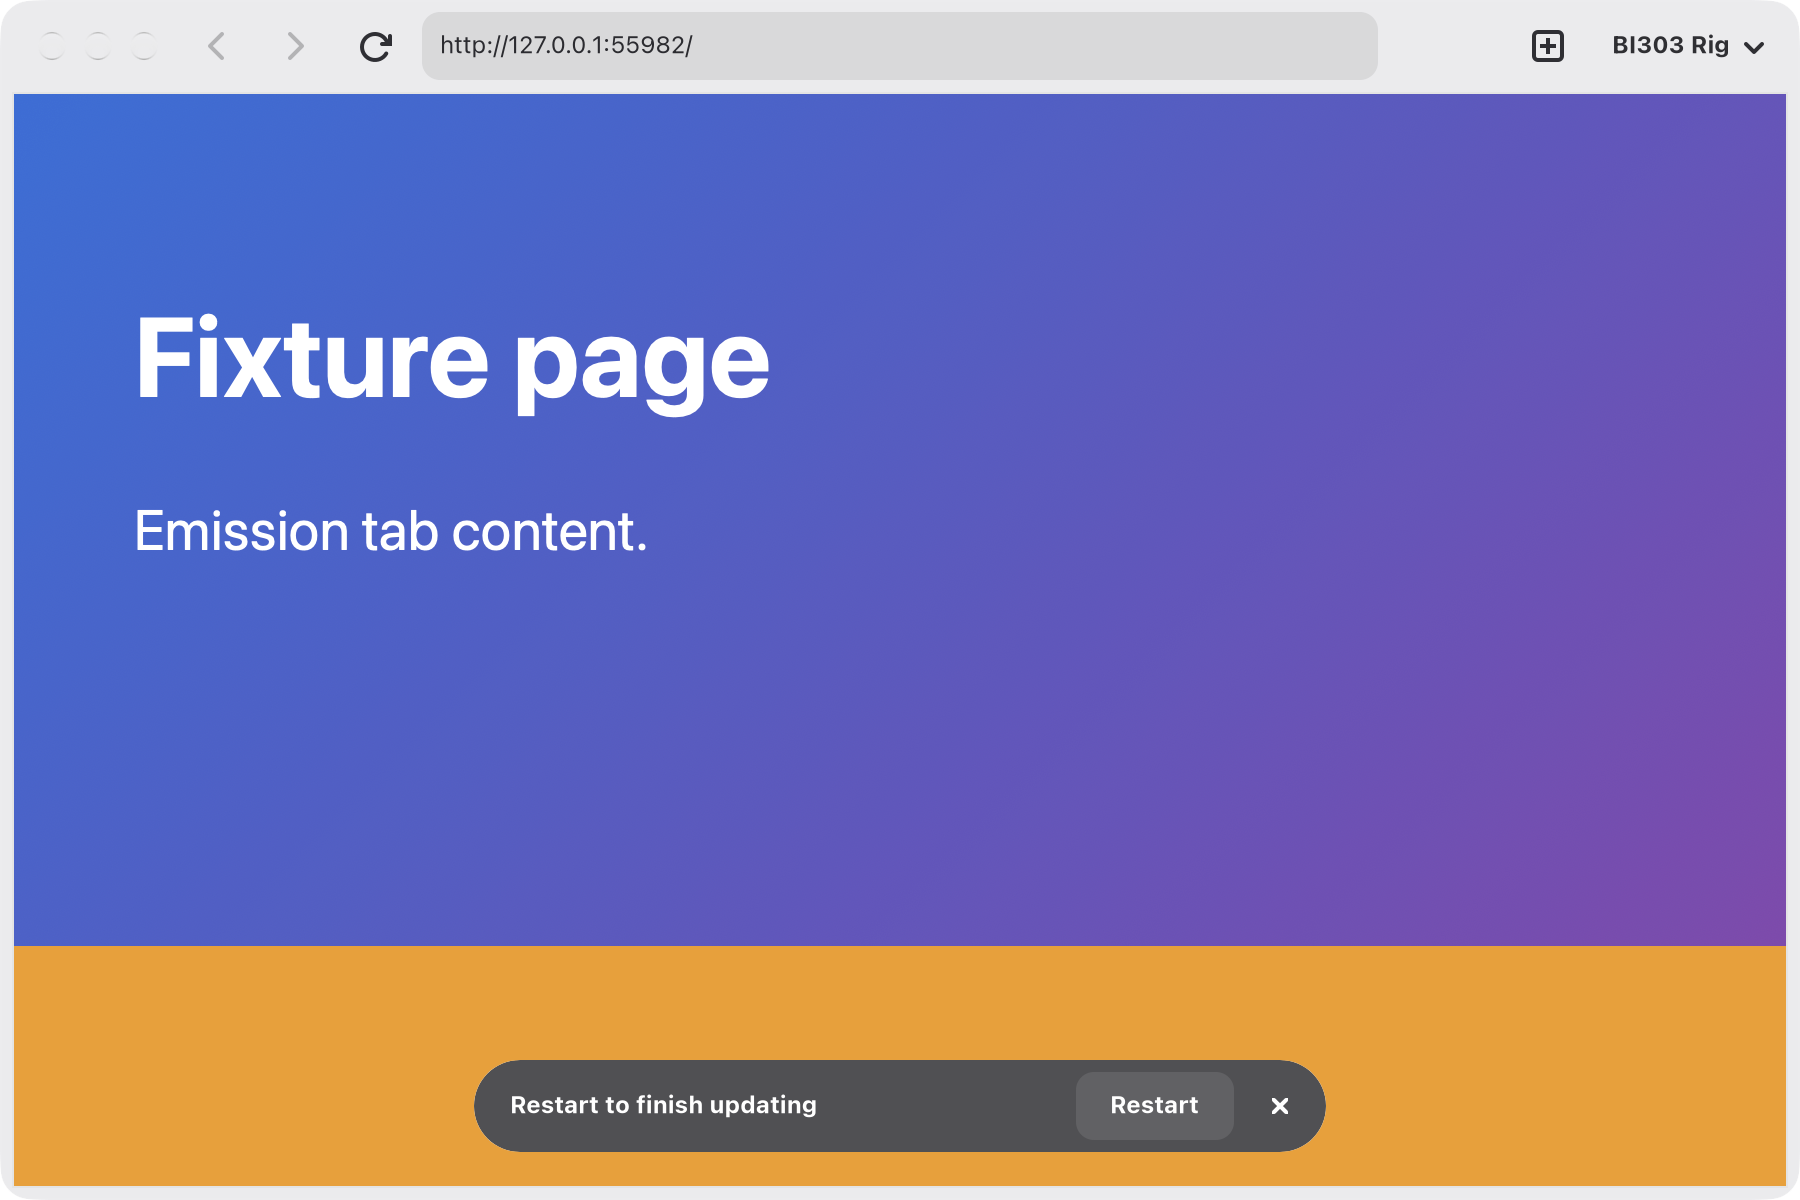 http://127.0.0.1:55982/
BI303 Rig
Fixture page
Emission tab content.
Restart to finish updating
Restart